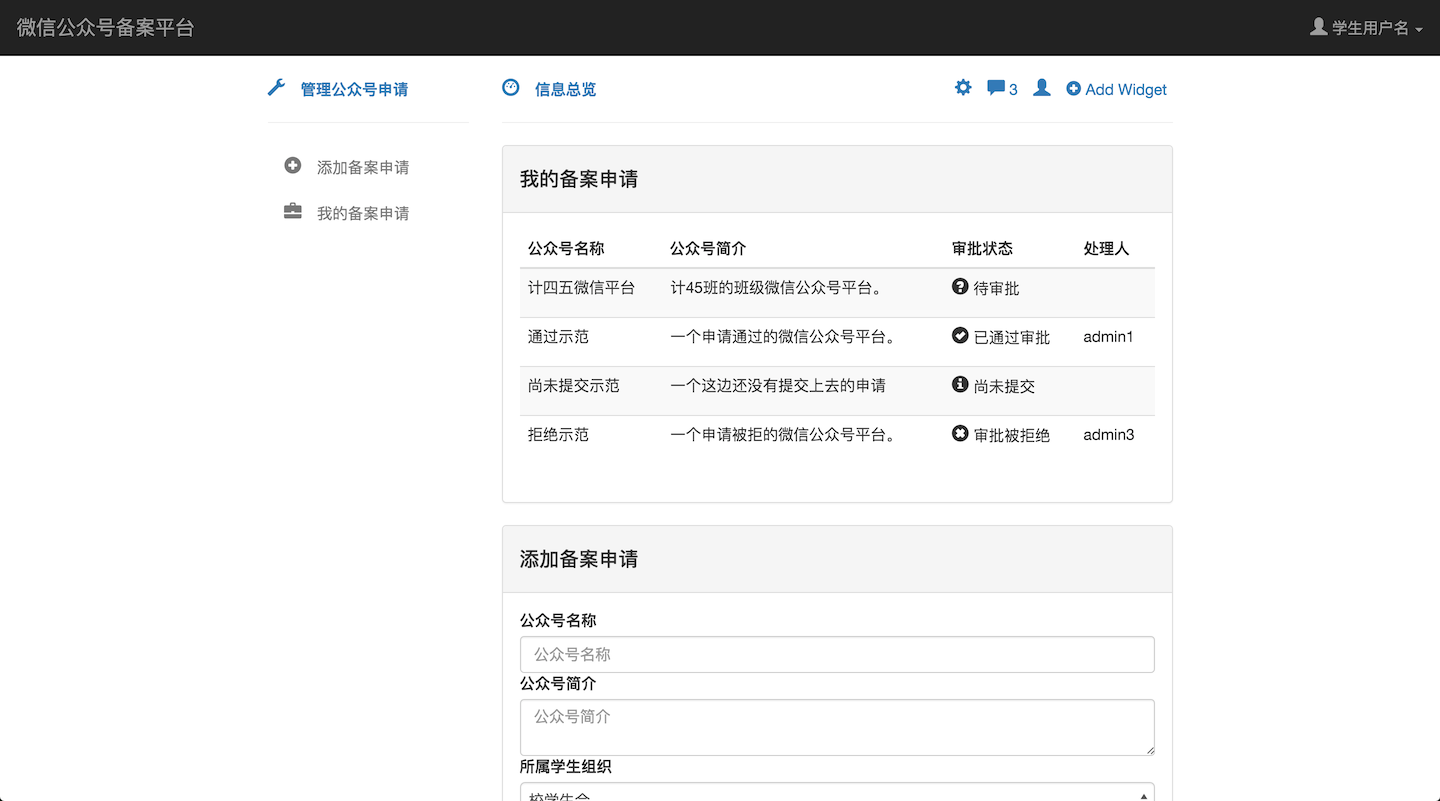 微信公众号备案平台
学生用户名
管理公众号申请
添加备案申请
我的备案申请
信息总览
3
Add Widget
我的备案申请
公众号名称 公众号简介 审批状态 处理人
计四五微信平台 计45班的班级微信公众号平台。 待审批
通过示范 一个申请通过的微信公众号平台。 已通过审批 admin1
尚未提交示范 一个这边还没有提交上去的申请 尚未提交
拒绝示范 一个申请被拒的微信公众号平台。 审批被拒绝 admin3
添加备案申请
公众号名称
公众号名称
公众号简介
公众号简介
所属学生组织
校学生会